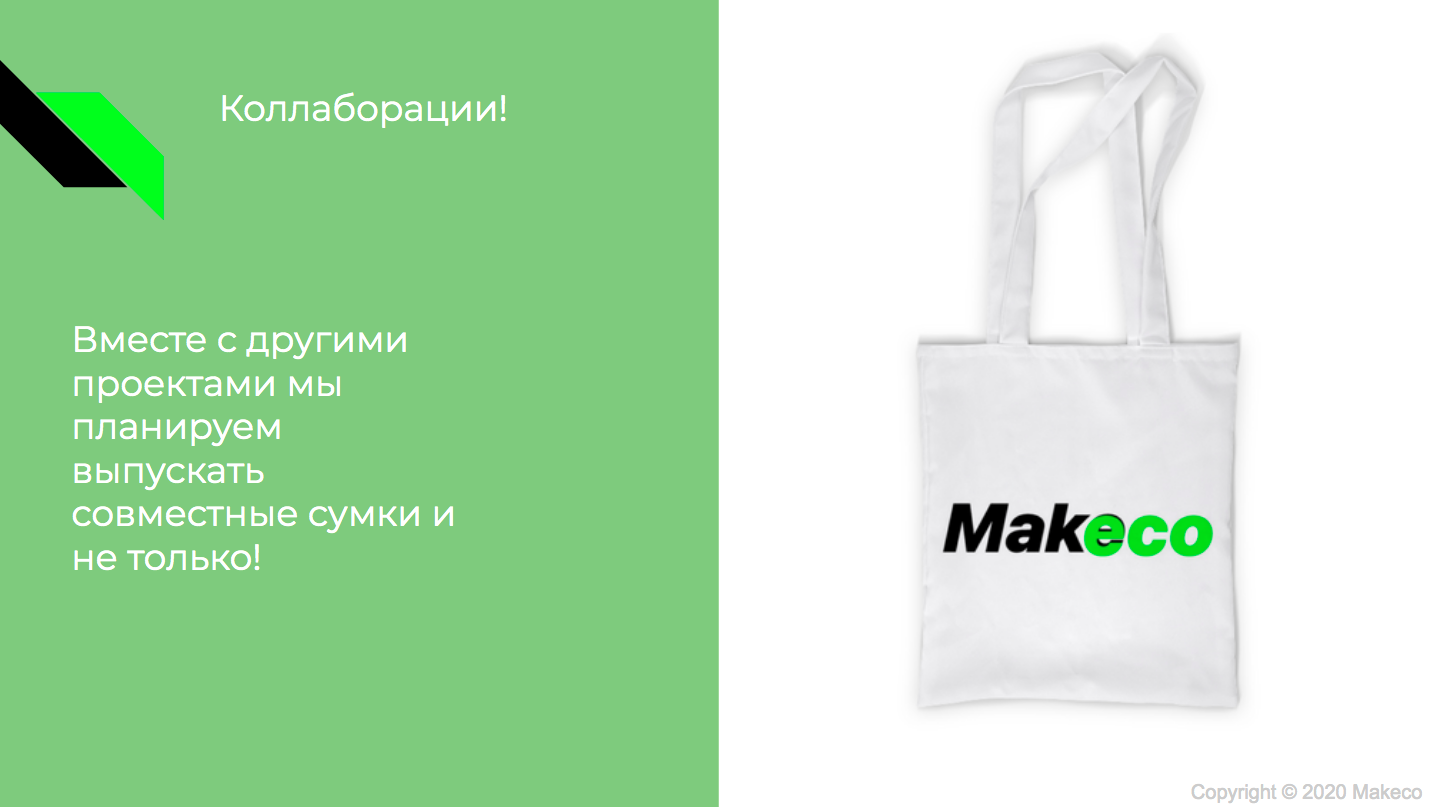 Коллаборации!
Вместе с другими
проектами мы
планируем
выпускать
совместные сумки и
не только!
Makeco
Copyright © 2020 Makeco